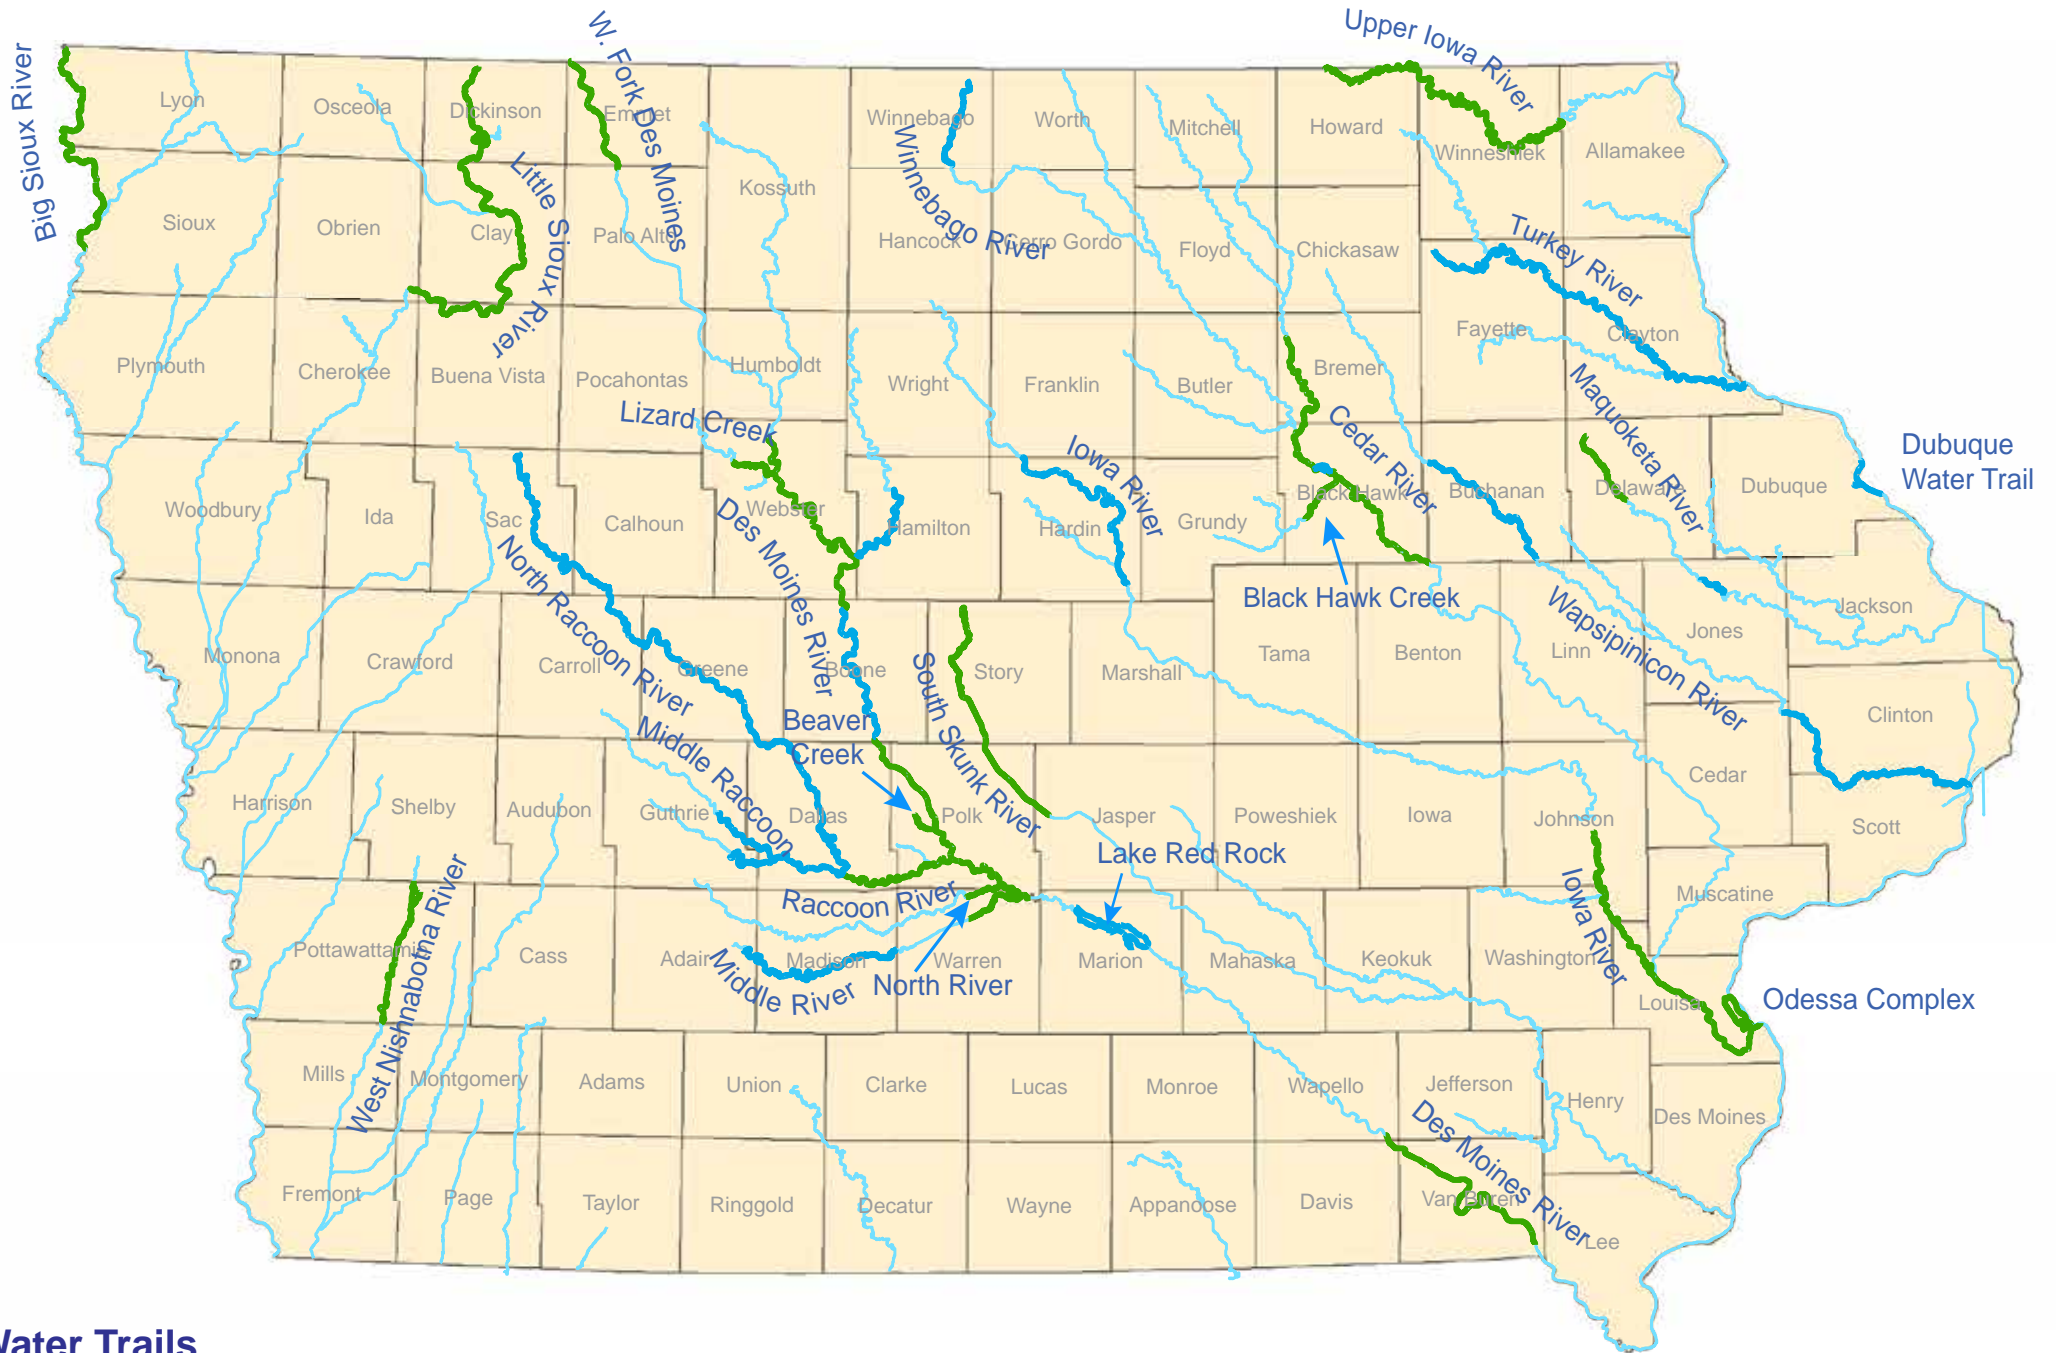 Upper Iowa River
W. Fork Des Moines
Big Sioux River
Lyon
Osceola
Dickinson
Emmet
Winnebago
Worth
Mitchell
Howard
Winneshiek
Allamakee
Kossuth
Little Sioux River
Winnebago River
Sioux
Obrien
Clay
Palo Alto
Hancock
Cerro Gordo
Floyd
Chickasaw
Turkey River
Fayette
Clayton
Plymouth
Cherokee
Buena Vista
Pocahontas
Humboldt
Wright
Franklin
Butler
Bremer
Maquoketa River
Lizard Creek
Cedar River
Iowa River
Dubuque
Water Trail
Woodbury
Ida
Sac
Calhoun
Webster
Hamilton
Hardin
Grundy
Black Hawk
Buchanan
Delaware
Dubuque
Des Moines River
North Raccoon River
Black Hawk Creek
Wapsipinicon River
Jackson
Jones
Monona
Crawford
Carroll
Greene
Boone
Story
Marshall
Tama
Benton
Linn
South Skunk River
Middle Raccoon
Beaver
Creek
Clinton
Cedar
Harrison
Shelby
Audubon
Guthrie
Dallas
Polk
Jasper
Poweshiek
Iowa
Johnson
Scott
Lake Red Rock
Raccoon River
Iowa River
Muscatine
West Nishnabotna River
Pottawattamie
Cass
Adair
Madison
Warren
Marion
Mahaska
Keokuk
Washington
Middle River
North River
Louisa
Odessa Complex
Mills
Montgomery
Adams
Union
Clarke
Lucas
Monroe
Wapello
Jefferson
Henry
Des Moines
Des Moines River
Fremont
Page
Taylor
Ringgold
Decatur
Wayne
Appanoose
Davis
Van Buren
Lee
Water Trails